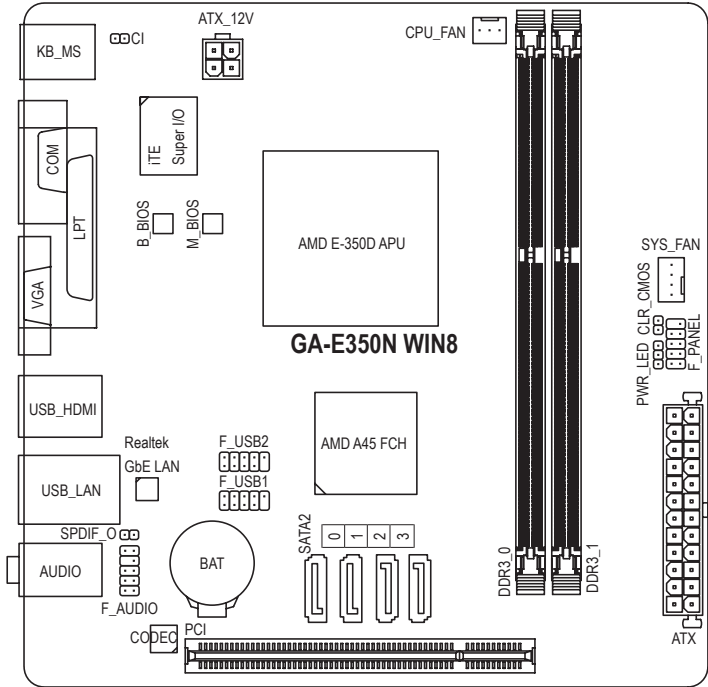 ATX_12V
CPU_FAN
KB_MS
CI
iTE
Super I/O
COM
LPT
B_BIOS
M_BIOS
AMD E-350D APU
VGA
SYS_FAN
CLR_CMOS
GA-E350N WIN8
PWR_LED
F_PANEL
USB_HDMI
Realtek
GbE LAN
F_USB2
AMD A45 FCH
USB_LAN
F_USB1
SPDIF_O
SATA2
0 1 2 3
AUDIO
BAT
DDR3_0
DDR3_1
F_AUDIO
CODEC
PCI
ATX